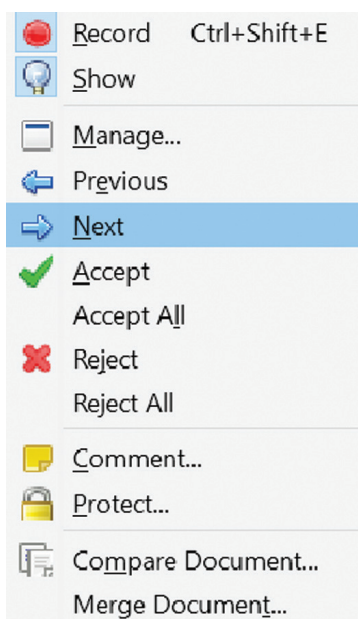 Record Ctrl+Shift+E
Show
Manage...
Previous
Next
Accept
Accept All
Reject
Reject All
Comment...
Protect...
Compare Document...
Merge Document...